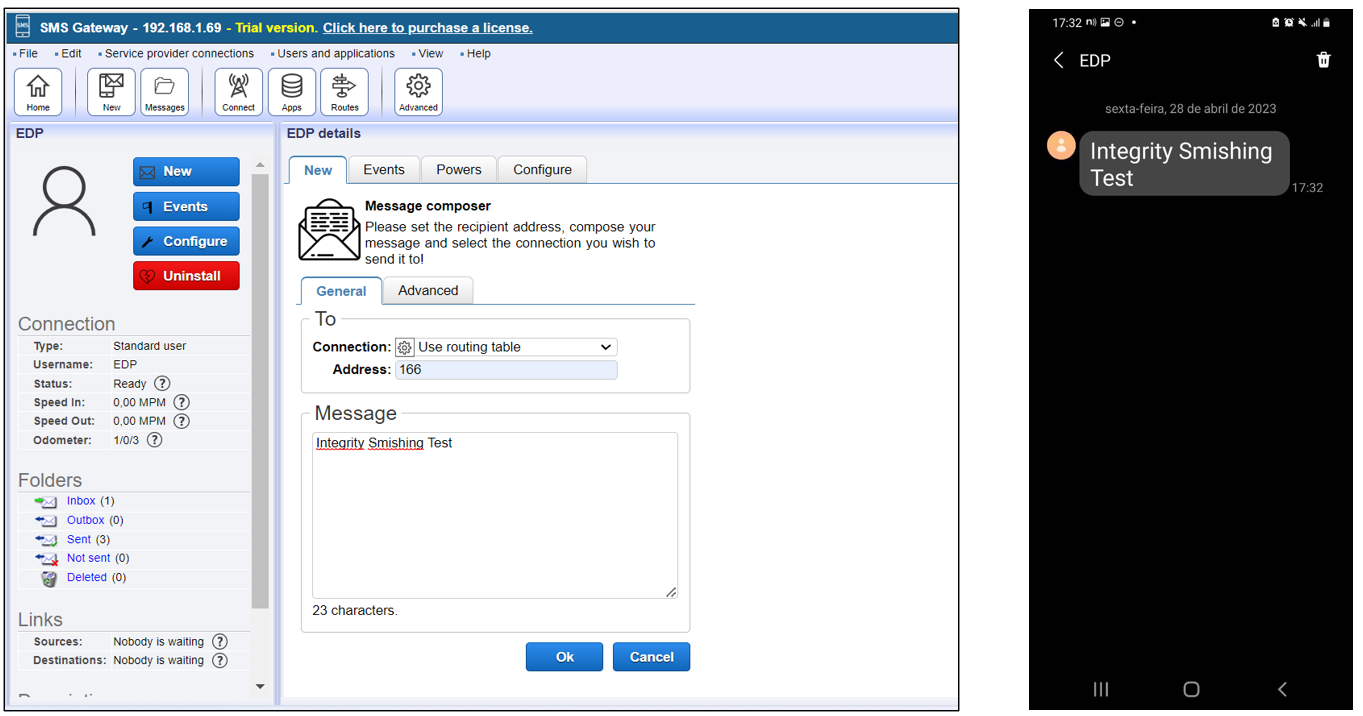 SMS Gateway - 192.168.1.69 - Trial version. Click here to purchase a license.
File Edit Service provider connections Users and applications View Help
Home New Messages Connect Apps Routes Advanced
EDP
New
Events
Configure
Uninstall
Connection
Type: Standard user
Username: EDP
Status: Ready ?
Speed In: 0,00 MPM ?
Speed Out: 0,00 MPM ?
Odometer: 1/0/3 ?
Folders
Inbox (1)
Outbox (0)
Sent (3)
Not sent (0)
Deleted (0)
Links
Sources: Nobody is waiting ?
Destinations: Nobody is waiting ?
EDP details
New Events Powers Configure
Message composer
Please set the recipient address, compose your
message and select the connection you wish to
send it to!
General Advanced
To
Connection: Use routing table
Address: 166
Message
Integrity Smishing Test
23 characters.
Ok Cancel
17:32
EDP
sexta-feira, 28 de abril de 2023
Integrity Smishing
Test
17:32